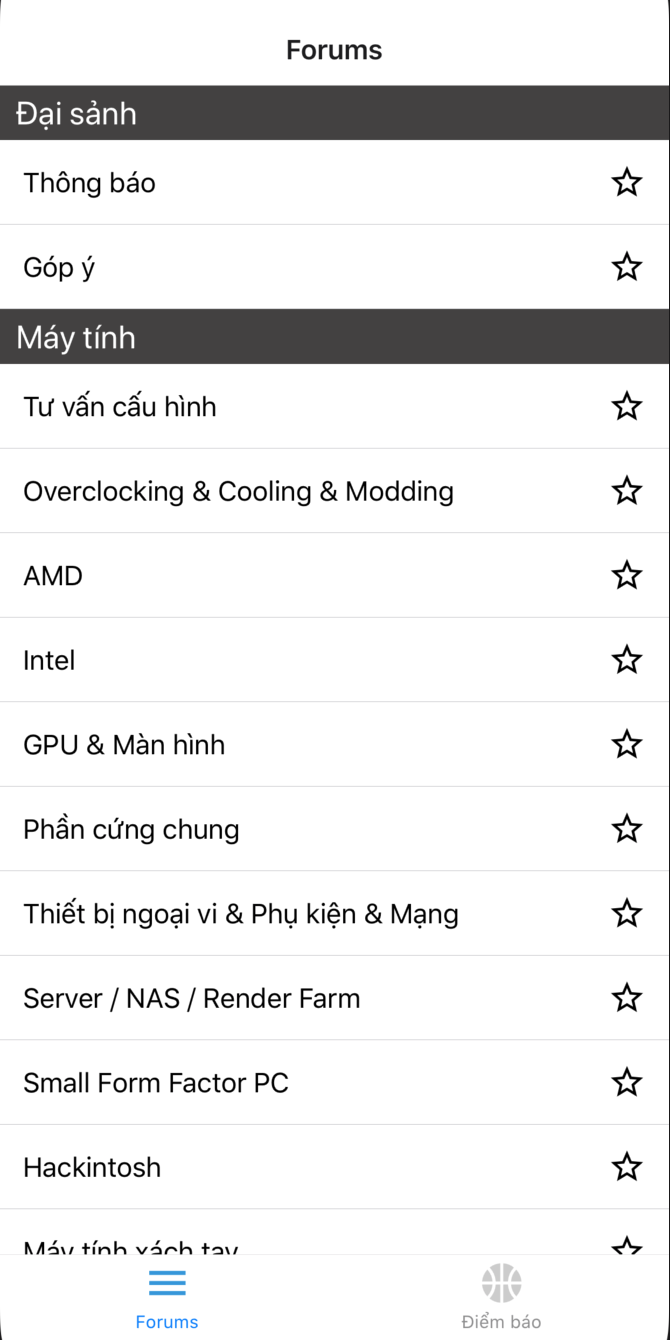 Forums
Đại sảnh
Thông báo
Góp ý
Máy tính
Tư vấn cấu hình
Overclocking & Cooling & Modding
AMD
Intel
GPU & Màn hình
Phần cứng chung
Thiết bị ngoại vi & Phụ kiện & Mạng
Server / NAS / Render Farm
Small Form Factor PC
Hackintosh
Máy tính xách tay
Forums
Điểm báo